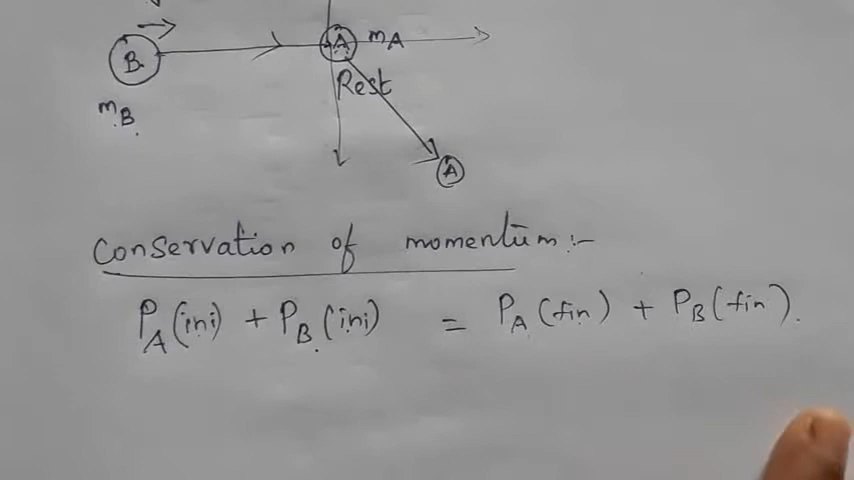 B
A mA
Rest
mB
A
Conservation of momentum :-
PA(ini) + PB(ini) = PA(fin) + PB(fin).